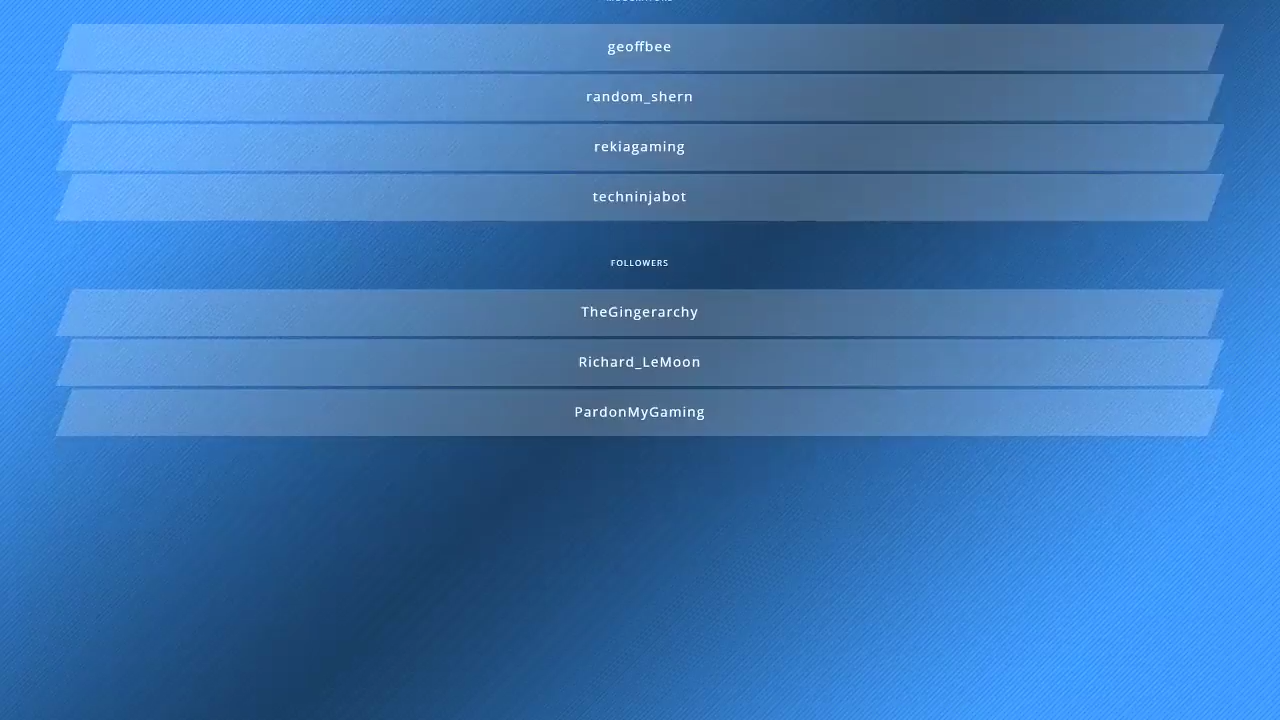 geoffbee
random_shern
rekiagaming
techninjabot
FOLLOWERS
TheGingerarchy
Richard_LeMoon
PardonMyGaming